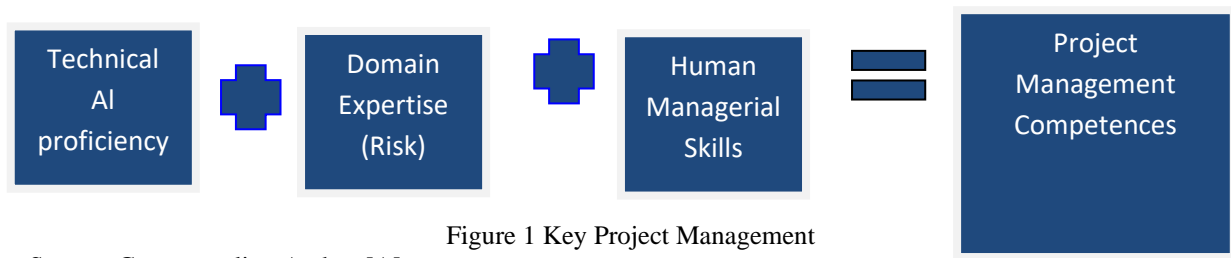 Technical
AI
proficiency
Domain
Expertise
(Risk)
Human
Managerial
Skills
Project
Management
Competences
Figure 1 Key Project Management